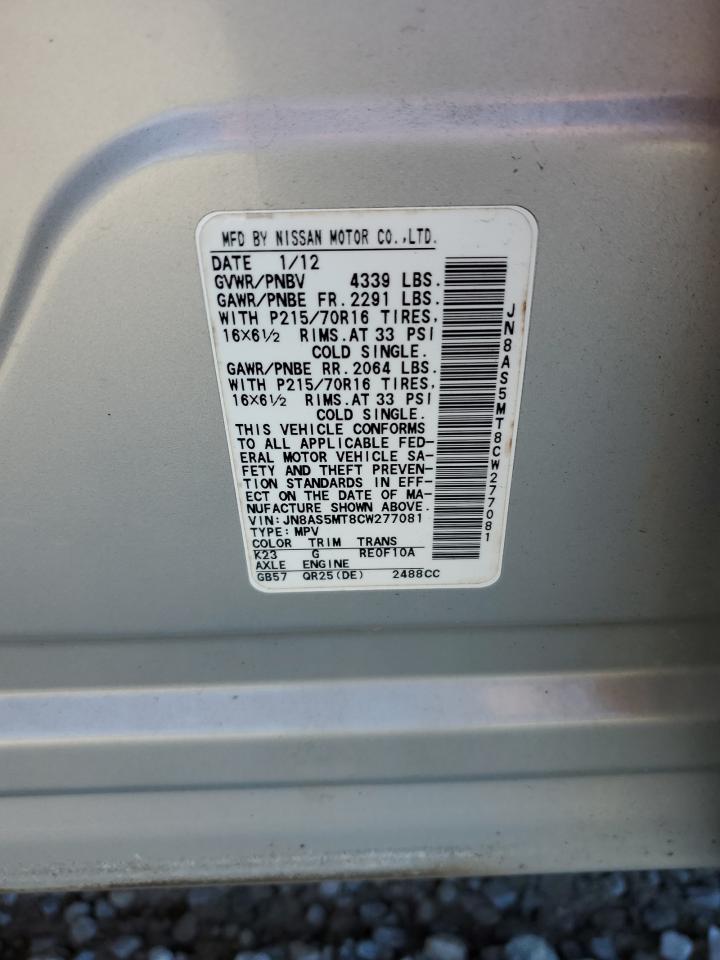 MFD BY NISSAN MOTOR CO.,LTD.
DATE 1/12
GVWR/PNBV 4339 LBS.
GAWR/PNBE FR. 2291 LBS.
WITH P215/70R16 TIRES,
16×6½ RIMS.AT 33 PSI
COLD SINGLE.
GAWR/PNBE RR. 2064 LBS.
WITH P215/70R16 TIRES,
16×6½ RIMS.AT 33 PSI
COLD SINGLE.
THIS VEHICLE CONFORMS
TO ALL APPLICABLE FED-
ERAL MOTOR VEHICLE SA-
FETY AND THEFT PREVEN-
TION STANDARDS IN EFF-
ECT ON THE DATE OF MA-
NUFACTURE SHOWN ABOVE.
VIN:JN8AS5MT8CW277081
TYPE:MPV
COLOR TRIM TRANS
K23 G RE0F10A
AXLE ENGINE
GB57 QR25(DE) 2488CC
JN8AS5MT8CW277081